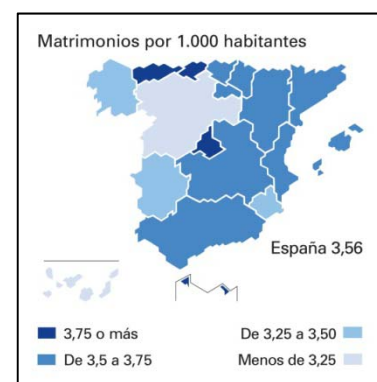 Matrimonios por 1.000 habitantes
España 3,56
3,75 o más
De 3,5 a 3,75
De 3,25 a 3,50
Menos de 3,25